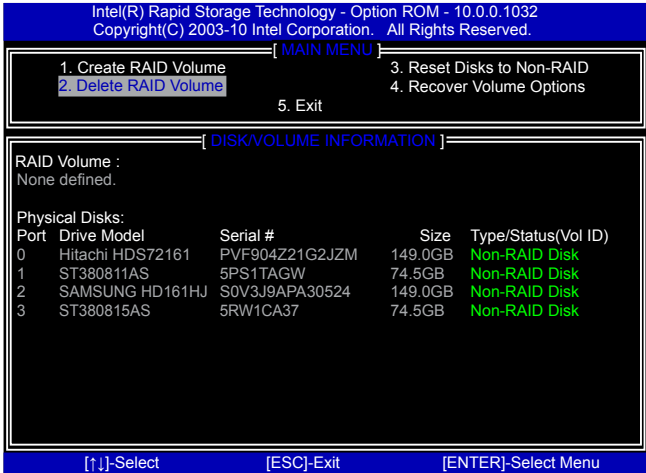 Intel(R) Rapid Storage Technology - Option ROM - 10.0.0.1032
Copyright(C) 2003-10 Intel Corporation. All Rights Reserved.
[ MAIN MENU ]
1. Create RAID Volume 3. Reset Disks to Non-RAID
2. Delete RAID Volume 4. Recover Volume Options
5. Exit
[ DISK/VOLUME INFORMATION ]
RAID Volume :
None defined.
Physical Disks:
Port Drive Model Serial # Size Type/Status(Vol ID)
0 Hitachi HDS72161 PVF904Z21G2JZM 149.0GB Non-RAID Disk
1 ST380811AS 5PS1TAGW 74.5GB Non-RAID Disk
2 SAMSUNG HD161HJ S0V3J9APA30524 149.0GB Non-RAID Disk
3 ST380815AS 5RW1CA37 74.5GB Non-RAID Disk
[↑↓]-Select [ESC]-Exit [ENTER]-Select Menu